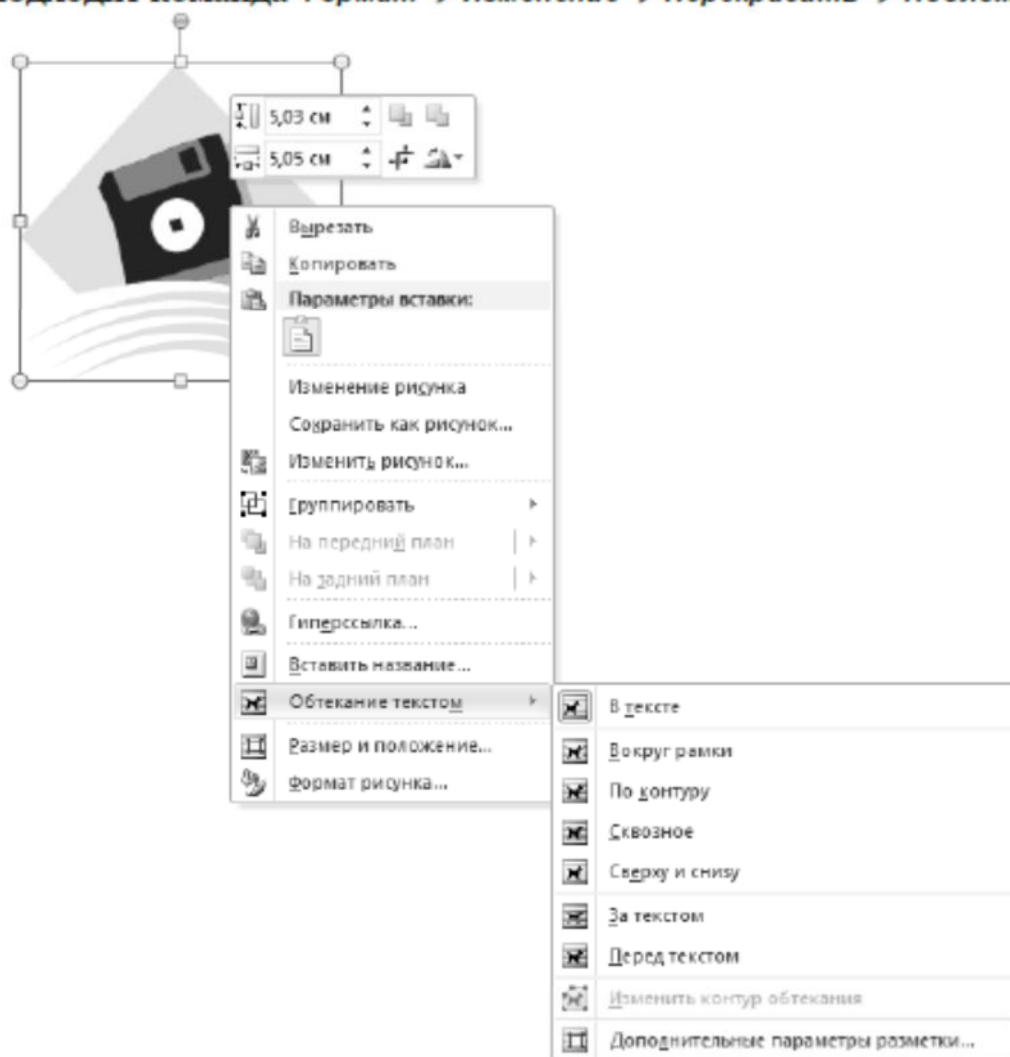 5,03 см
5,05 см
Вырезать
Копировать
Параметры вставки:
Изменение рисунка
Сохранить как рисунок...
Изменить рисунок...
Группировать
На передний план
На задний план
Гиперссылка...
Вставить название...
Обтекание текстом
Размер и положение...
Формат рисунка...
В тексте
Вокруг рамки
По контуру
Сквозное
Сверху и снизу
За текстом
Перед текстом
Изменить контур обтекания
Дополнительные параметры разметки...